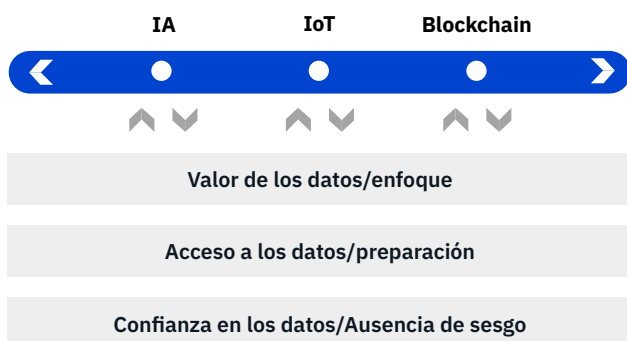 IA IoT Blockchain
Valor de los datos/enfoque
Acceso a los datos/preparación
Confianza en los datos/Ausencia de sesgo